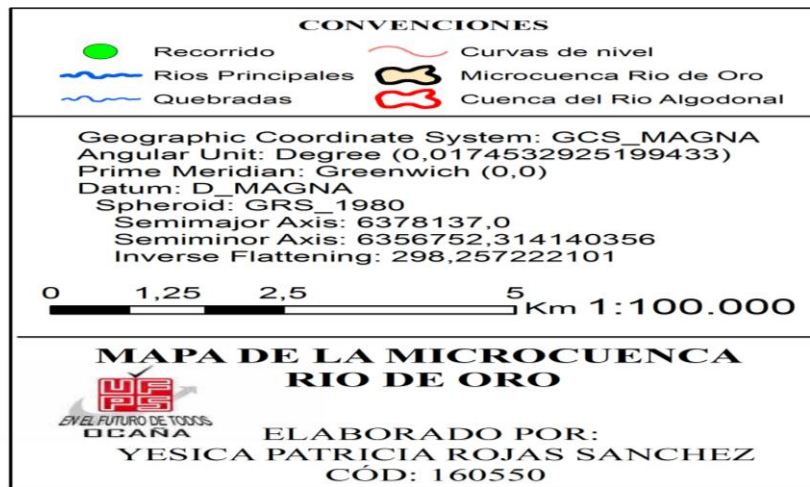 CONVENCIONES
Recorrido
Curvas de nivel
Rios Principales
Microcuenca Rio de Oro
Quebradas
Cuenca del Rio Algodonal
Geographic Coordinate System: GCS_MAGNA
Angular Unit: Degree (0,0174532925199433)
Prime Meridian: Greenwich (0,0)
Datum: D_MAGNA
Spheroid: GRS_1980
Semimajor Axis: 6378137,0
Semiminor Axis: 6356752,314140356
Inverse Flattening: 298,257222101
0 1,25 2,5 5
Km 1:100.000
MAPA DE LA MICROCUENCA
RIO DE ORO
UF
PS
EN EL FUTURO DE TODOS
OCAÑA
ELABORADO POR:
YESICA PATRICIA ROJAS SANCHEZ
CÓD: 160550